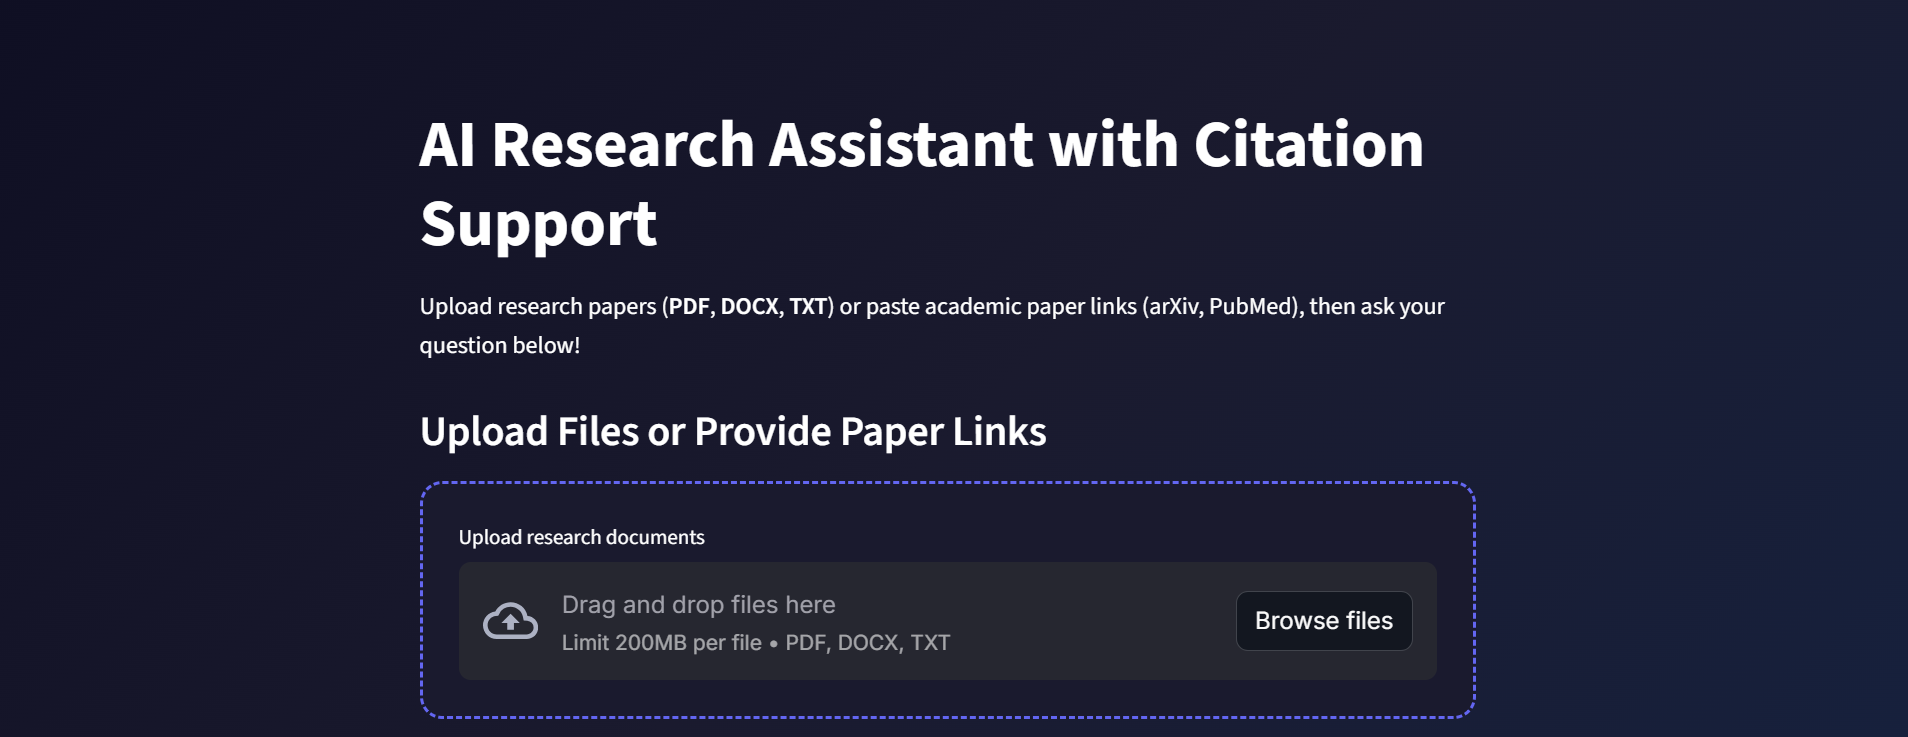 AI Research Assistant with Citation
Support
Upload research papers (PDF, DOCX, TXT) or paste academic paper links (arXiv, PubMed), then ask your
question below!
Upload Files or Provide Paper Links
Upload research documents
Drag and drop files here
Limit 200MB per file • PDF, DOCX, TXT
Browse files